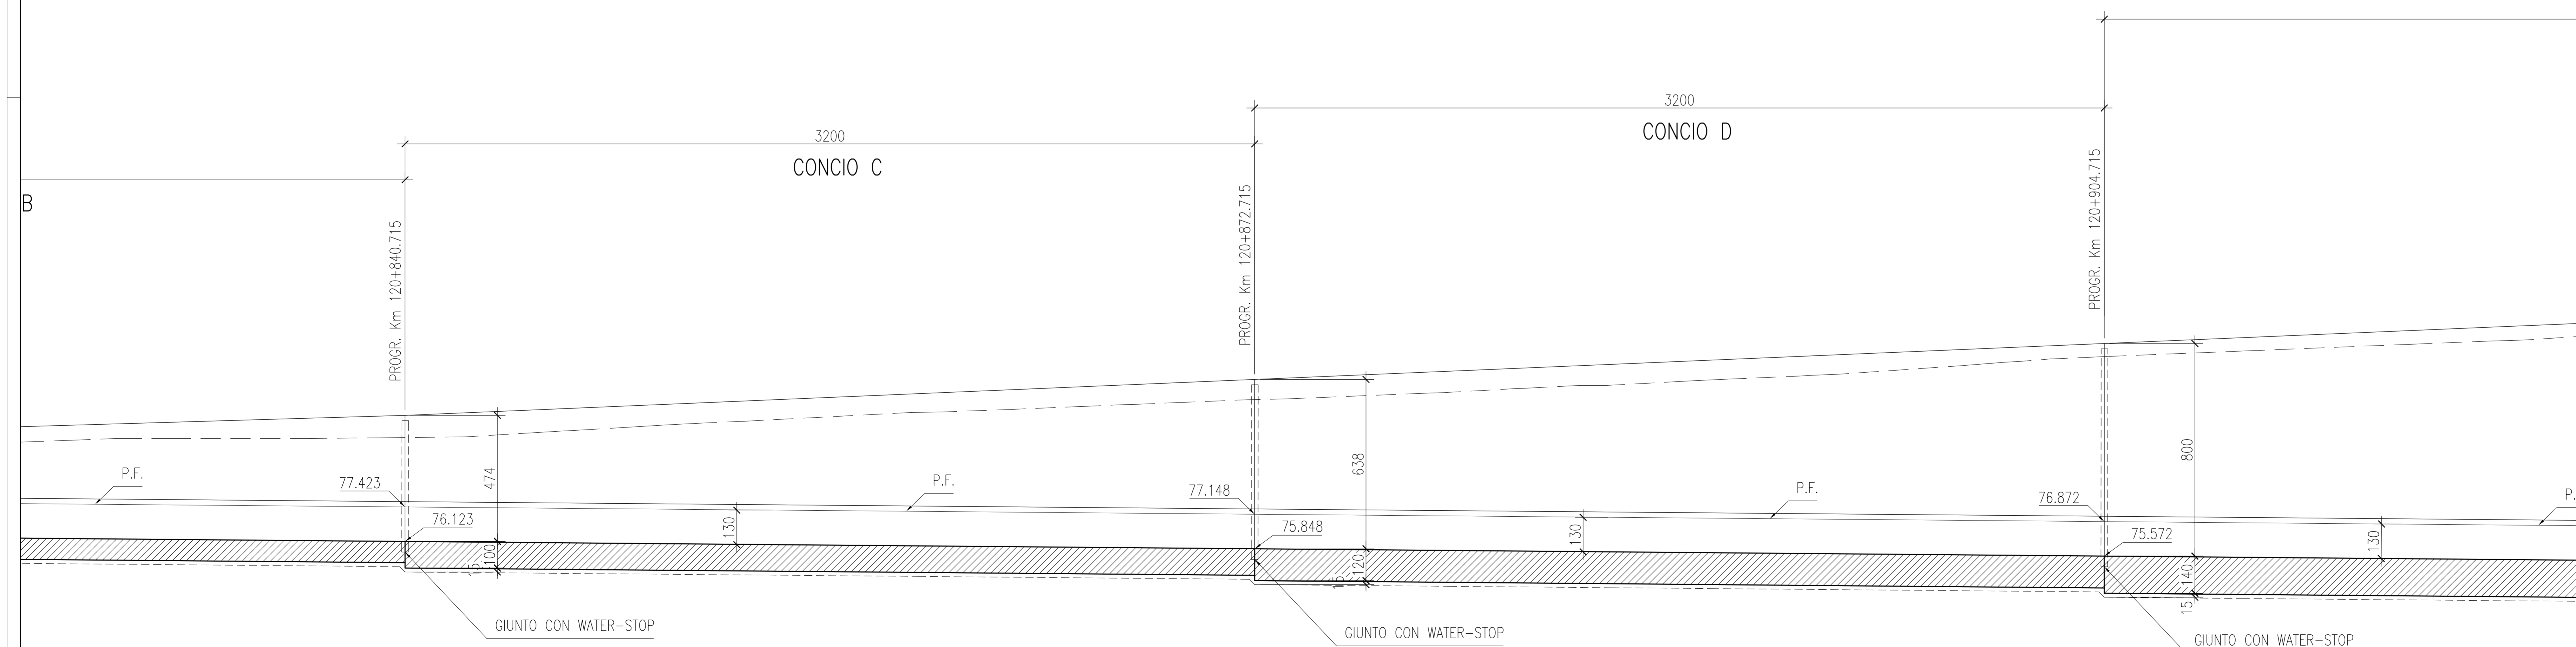 3200
CONCIO D
3200
CONCIO C
B
PROGR. Km 120+840.715
PROGR. Km 120+872.715
PROGR. Km 120+904.715
P.F.
77.423
76.123
474
100
15
130
P.F.
77.148
75.848
638
120
15
130
P.F.
76.872
75.572
800
140
15
130
GIUNTO CON WATER-STOP
GIUNTO CON WATER-STOP
GIUNTO CON WATER-STOP